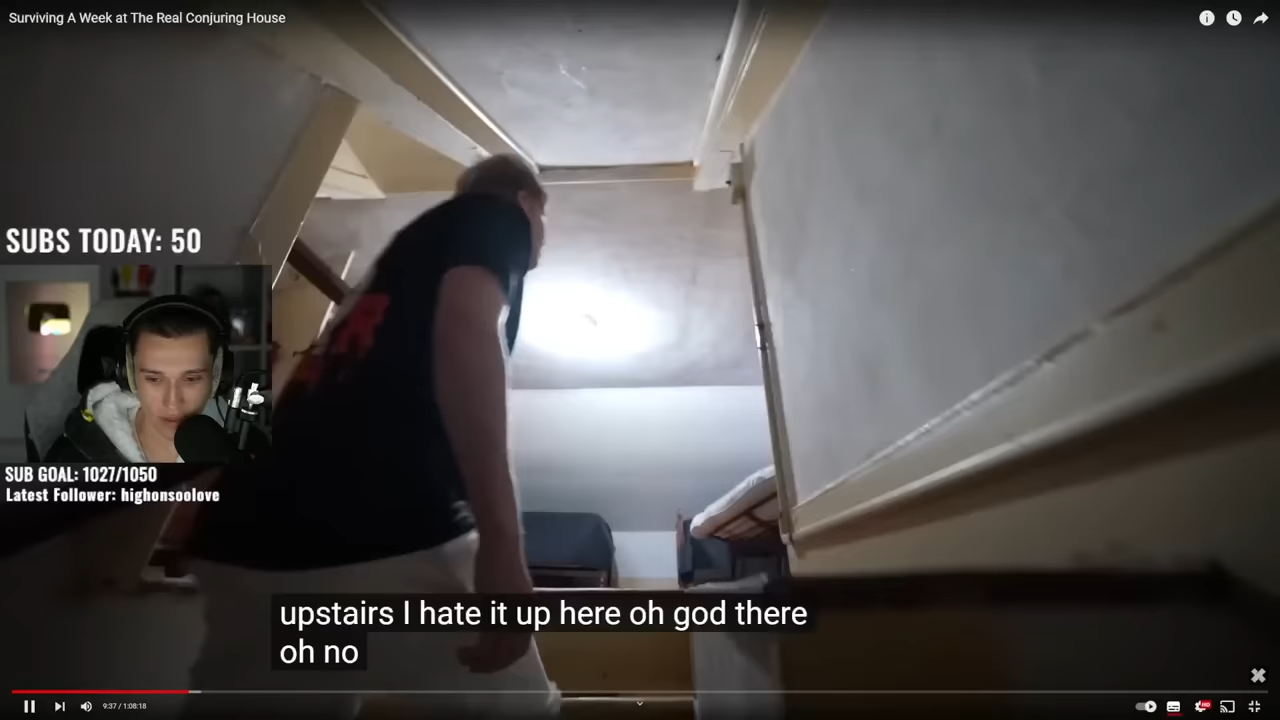 Surviving A Week at The Real Conjuring House
SUBS TODAY: 50
SUB GOAL: 1027/1050
Latest Follower: highonsoolove
upstairs I hate it up here oh god there
oh no
9:37 / 1:08:18
HD